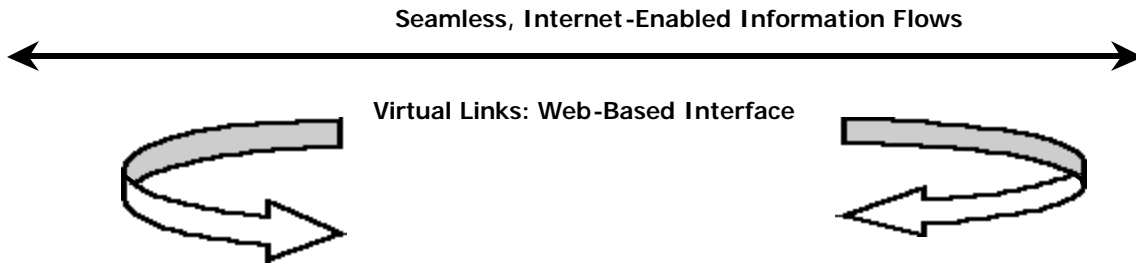 Seamless, Internet-Enabled Information Flows
Virtual Links: Web-Based Interface